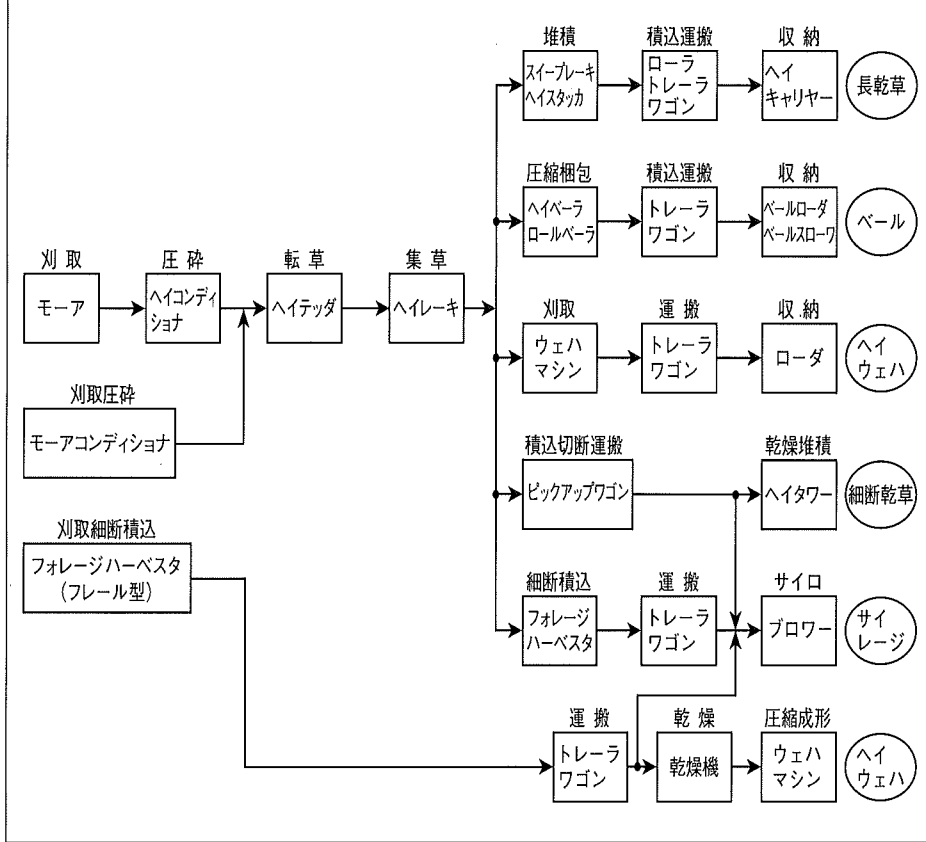 堆積
スイープレーキ
ヘイスタッカ
積込運搬
ローラ
トレーラ
ワゴン
収 納
ヘイ
キャリヤー
長乾草
圧縮梱包
ヘイベーラ
ロールベーラ
積込運搬
トレーラ
ワゴン
収 納
ベールローダ
ベールスローワ
ベール
刈 取
モーア
圧 砕
ヘイコンディ
ショナ
転 草
ヘイテッダ
集 草
ヘイレーキ
刈取
ウェハ
マシン
運 搬
トレーラ
ワゴン
収 納
ローダ
ヘイ
ウェハ
刈取圧砕
モーアコンディショナ
積込切断運搬
ピックアップワゴン
乾燥堆積
ヘイタワー
細断乾草
刈取細断積込
フォレージハーベスタ
(フレール型)
細断積込
フォレージ
ハーベスタ
運 搬
トレーラ
ワゴン
サイロ
ブロワー
サイ
レージ
運 搬
トレーラ
ワゴン
乾 燥
乾燥機
圧縮成形
ウェハ
マシン
ヘイ
ウェハ